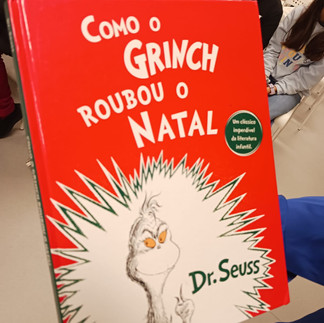 COMO O
GRINCH
ROUBOU O
NATAL
Um clássico
imperdível
da literatura
infantil.
Dr. Seuss